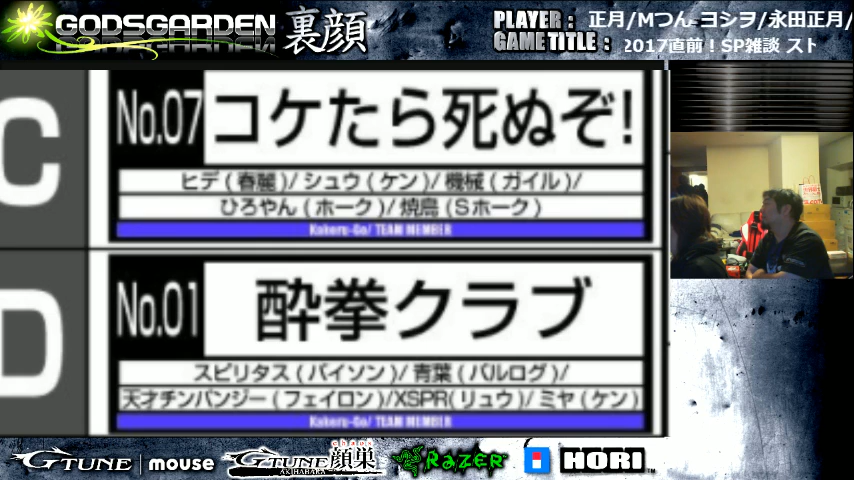 GODSGARDEN 裏顔
PLAYER： 正月/Mつん ヨシヲ/永田正月/
GAME TITLE： 2017直前！SP雑談 スト
C
No.07 コケたら死ぬぞ!
ヒデ(春麗)/シュウ(ケン)/機械(ガイル)/
ひろやん(ホーク)/焼鳥(Sホーク)
Kakeru-Go/ TEAM MEMBER
D
No.01 酔拳クラブ
スピリタス(バイソン)/青葉(バルログ)/
天才チンパンジー(フェイロン)/XSPR(リュウ)/ミヤ(ケン)
Kakeru-Go/ TEAM MEMBER
G TUNE | mouse G TUNE AKIHABARA chaos 顔巣 RAZER HORI